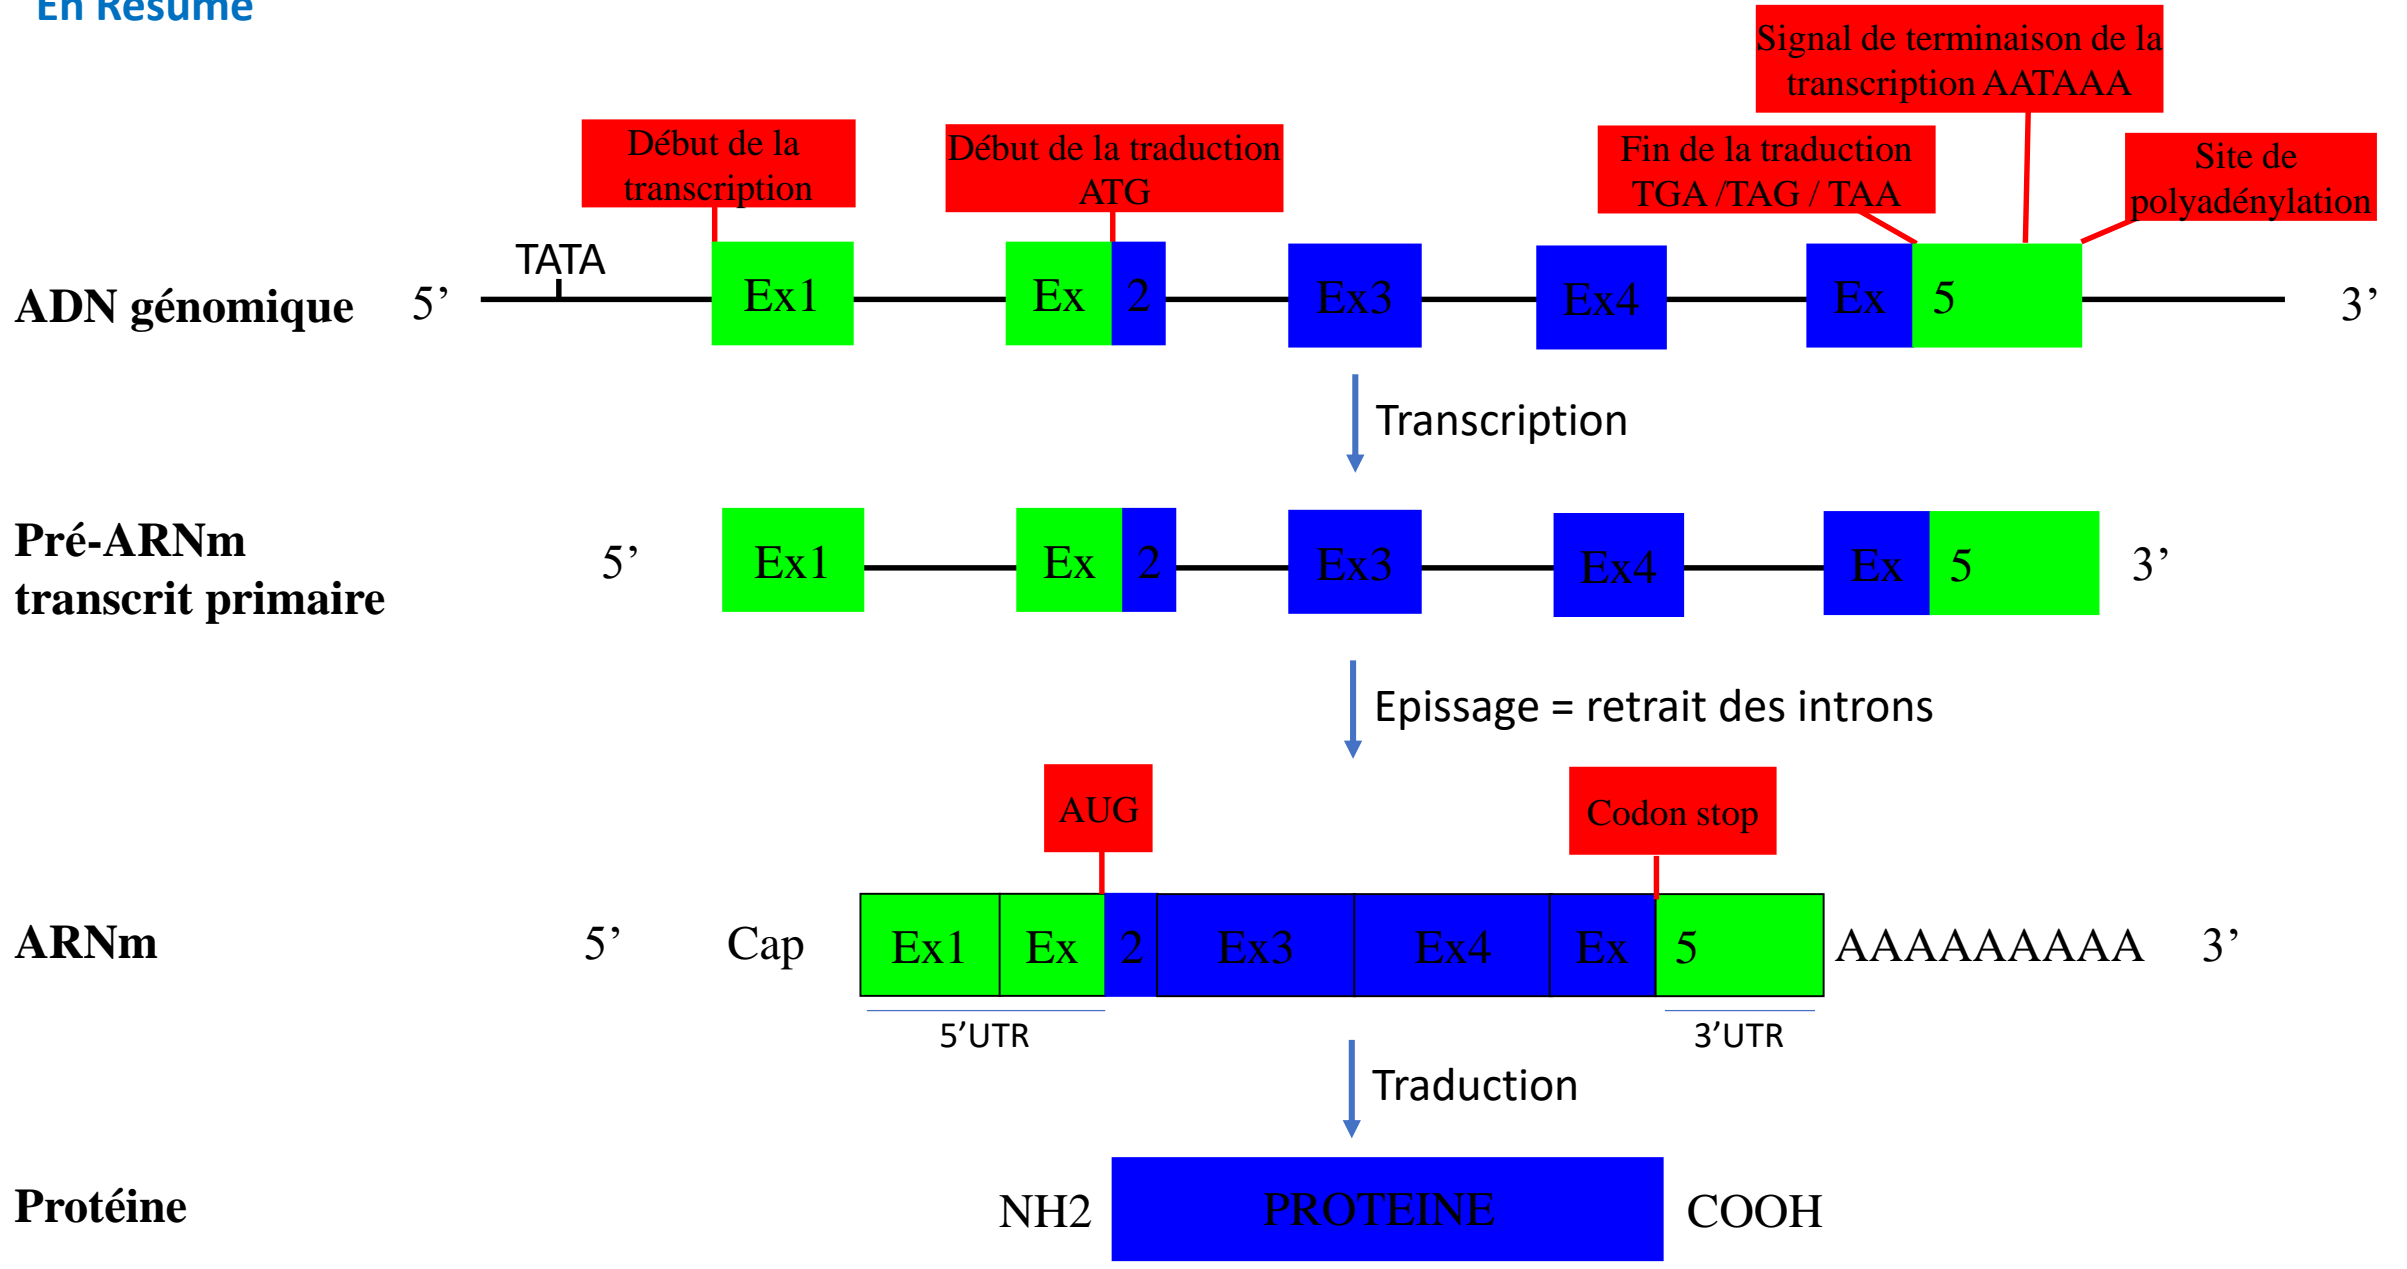 En Résumé
Signal de terminaison de la
transcription AATAAA
Début de la
transcription
Début de la traduction
ATG
Fin de la traduction
TGA /TAG / TAA
Site de
polyadénylation
TATA
ADN génomique 5’ Ex1 Ex 2 Ex3 Ex4 Ex 5 3’
Transcription
Pré-ARNm
transcrit primaire
5’ Ex1 Ex 2 Ex3 Ex4 Ex 5 3’
Epissage = retrait des introns
AUG
Codon stop
ARNm 5’ Cap Ex1 Ex 2 Ex3 Ex4 Ex 5 AAAAAAAAA 3’
5’UTR 3’UTR
Traduction
Protéine NH2 PROTEINE COOH